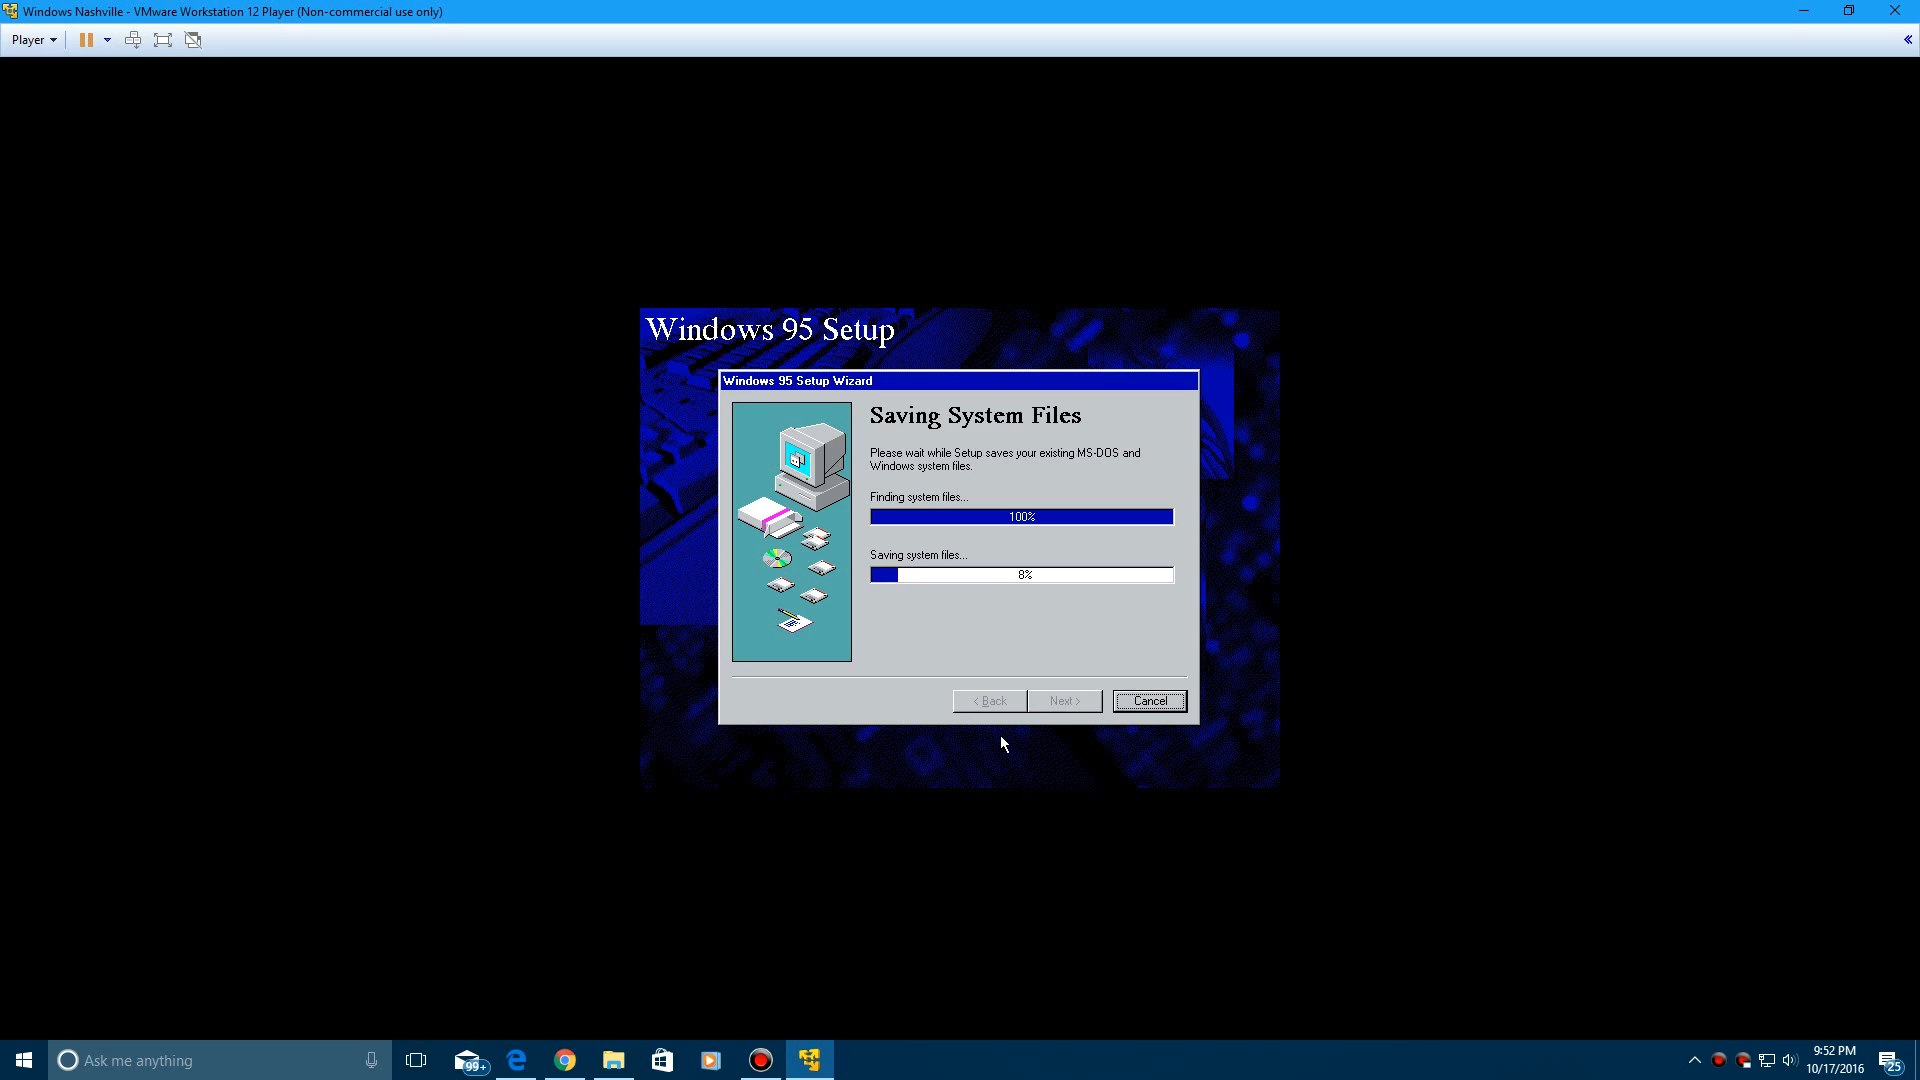 Windows Nashville - VMware Workstation 12 Player (Non-commercial use only)
Player
Windows 95 Setup
Windows 95 Setup Wizard
Saving System Files
Please wait while Setup saves your existing MS-DOS and
Windows system files.
Finding system files...
100%
Saving system files...
8%
< Back
Next >
Cancel
Ask me anything
99+
9:52 PM
10/17/2016
25